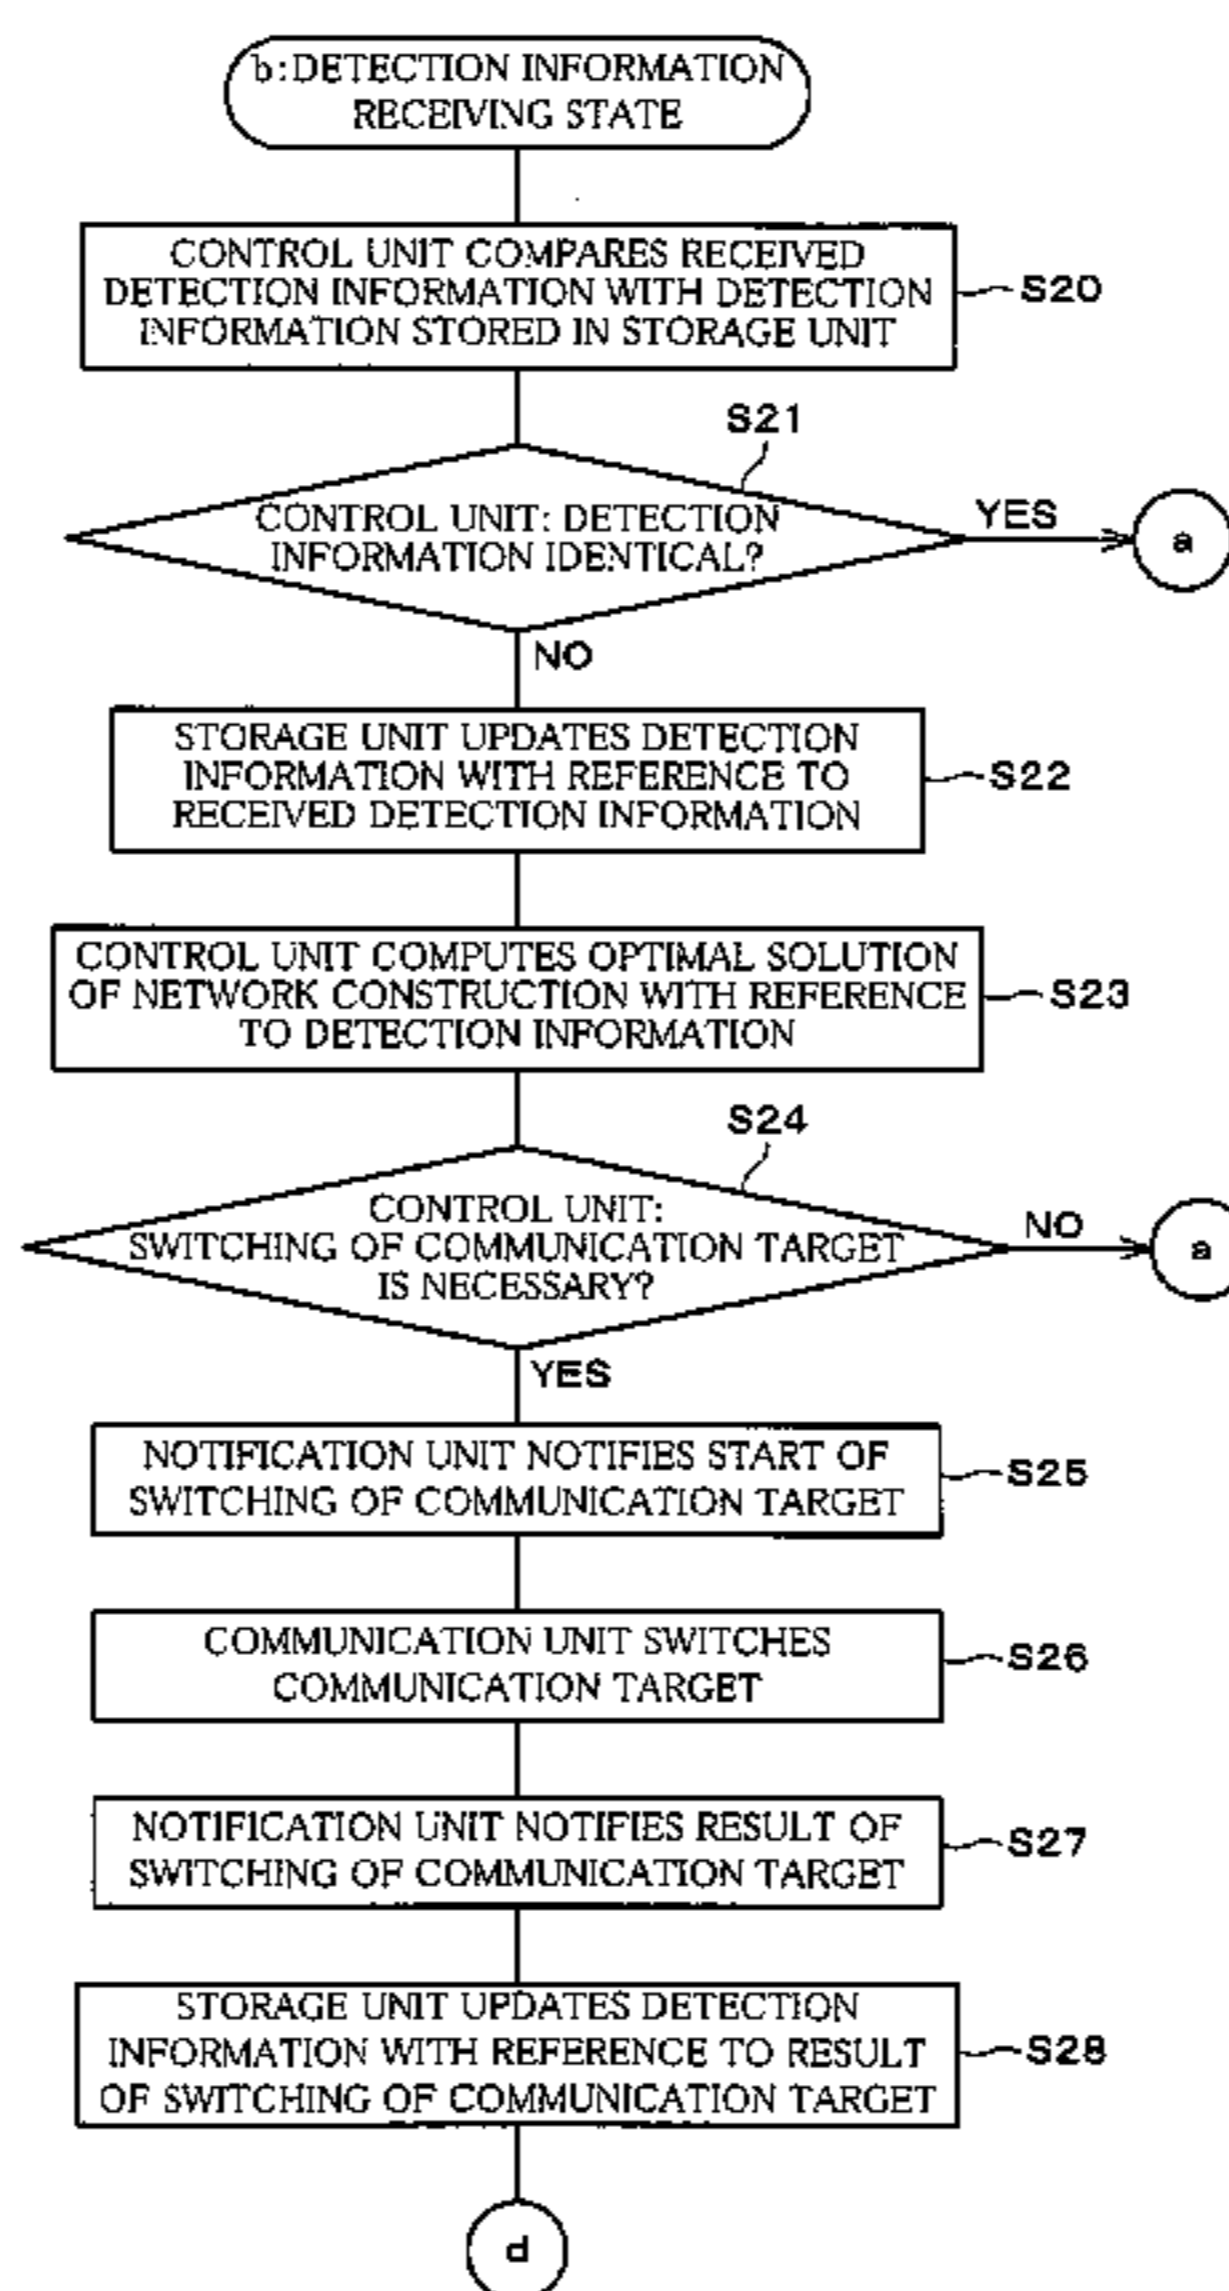 b:DETECTION INFORMATION
RECEIVING STATE
CONTROL UNIT COMPARES RECEIVED
DETECTION INFORMATION WITH DETECTION
INFORMATION STORED IN STORAGE UNIT
S20
S21
CONTROL UNIT: DETECTION
INFORMATION IDENTICAL?
YES
a
NO
STORAGE UNIT UPDATES DETECTION
INFORMATION WITH REFERENCE TO
RECEIVED DETECTION INFORMATION
S22
CONTROL UNIT COMPUTES OPTIMAL SOLUTION
OF NETWORK CONSTRUCTION WITH REFERENCE
TO DETECTION INFORMATION
S23
S24
CONTROL UNIT:
SWITCHING OF COMMUNICATION TARGET
IS NECESSARY?
NO
a
YES
NOTIFICATION UNIT NOTIFIES START OF
SWITCHING OF COMMUNICATION TARGET
S25
COMMUNICATION UNIT SWITCHES
COMMUNICATION TARGET
S26
NOTIFICATION UNIT NOTIFIES RESULT OF
SWITCHING OF COMMUNICATION TARGET
S27
STORAGE UNIT UPDATES DETECTION
INFORMATION WITH REFERENCE TO RESULT
OF SWITCHING OF COMMUNICATION TARGET
S28
d